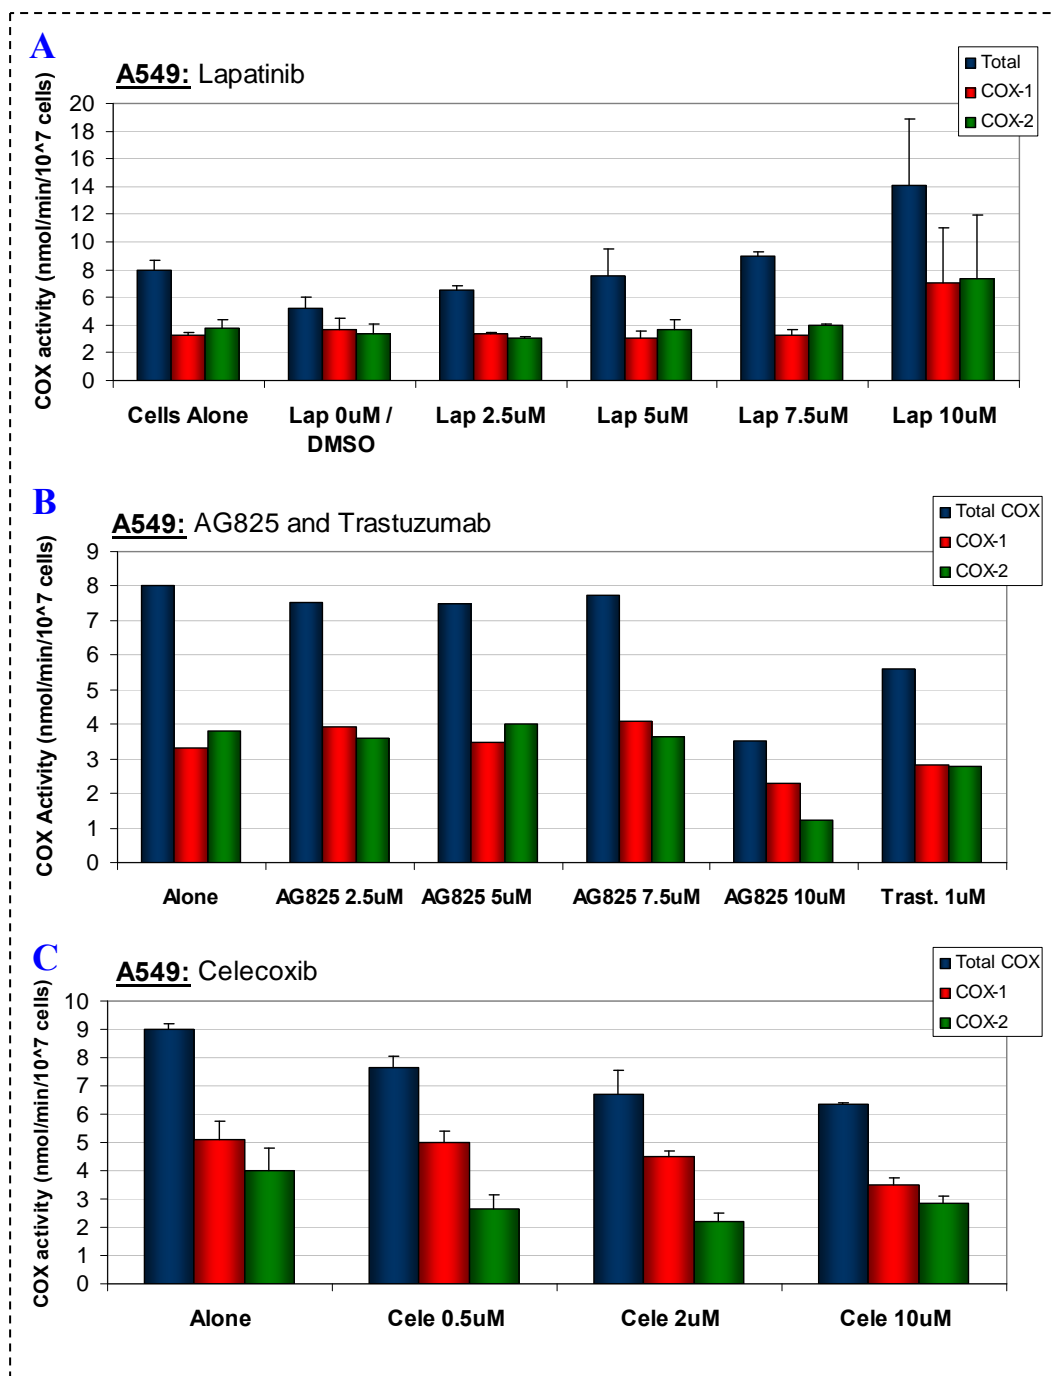 A
A549: Lapatinib
Total
COX-1
COX-2
COX activity (nmol/min/10^7 cells)
20
18
16
14
12
10
8
6
4
2
0
Cells Alone
Lap 0uM /
DMSO
Lap 2.5uM
Lap 5uM
Lap 7.5uM
Lap 10uM
B
A549: AG825 and Trastuzumab
Total COX
COX-1
COX-2
COX Activity (nmol/min/10^7 cells)
9
8
7
6
5
4
3
2
1
0
Alone
AG825 2.5uM
AG825 5uM
AG825 7.5uM
AG825 10uM
Trast. 1uM
C
A549: Celecoxib
Total COX
COX-1
COX-2
COX activity (nmol/min/10^7 cells)
10
9
8
7
6
5
4
3
2
1
0
Alone
Cele 0.5uM
Cele 2uM
Cele 10uM